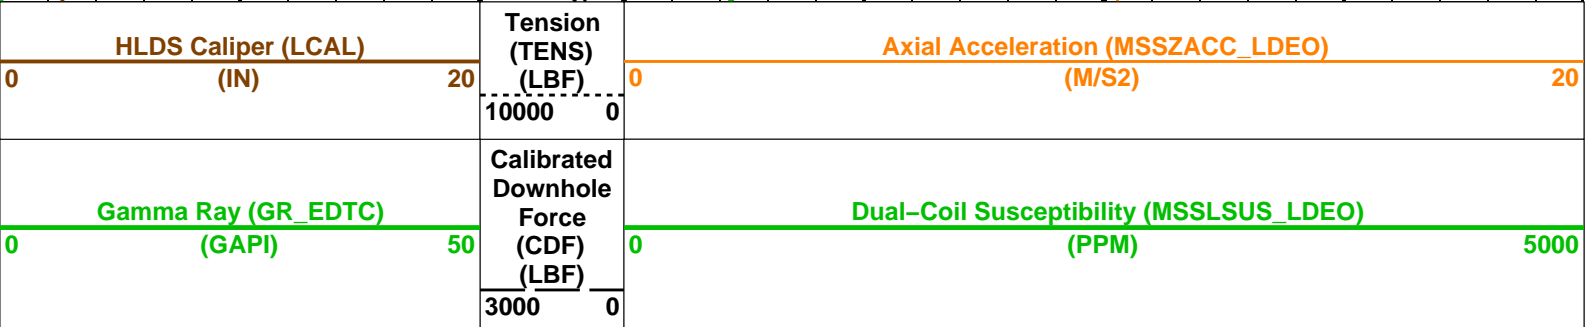 HLDS Caliper (LCAL)
0 (IN) 20
Tension
(TENS)
(LBF)
10000 0
Axial Acceleration (MSSZACC_LDEO)
0 (M/S2) 20
Gamma Ray (GR_EDTC)
0 (GAPI) 50
Calibrated
Downhole
Force
(CDF)
(LBF)
3000 0
Dual−Coil Susceptibility (MSSLSUS_LDEO)
0 (PPM) 5000